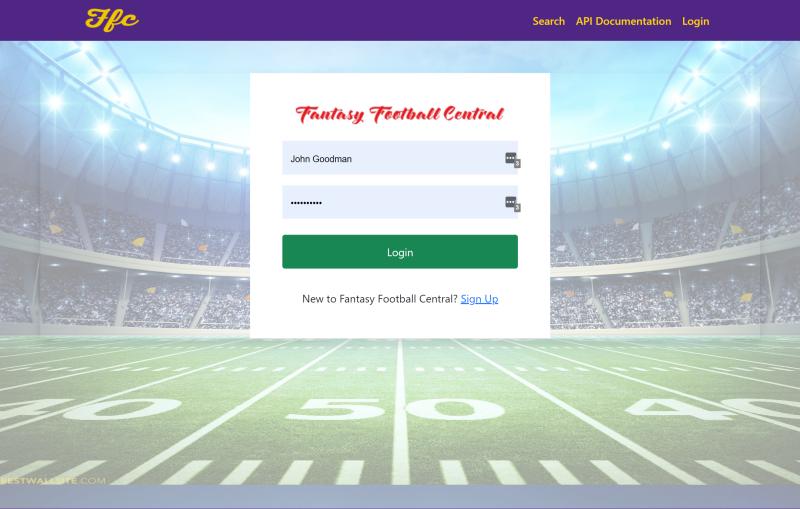 Ffc
Search API Documentation Login
Fantasy Football Central
John Goodman
••••••••••
Login
New to Fantasy Football Central? Sign Up
40 50 40
BESTWALLSITE.COM